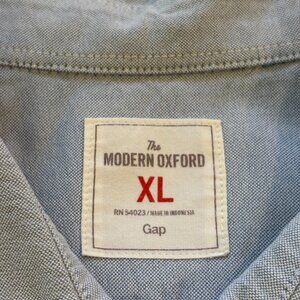 The
MODERN OXFORD
XL
RN 54023 / MADE IN INDONESIA
Gap